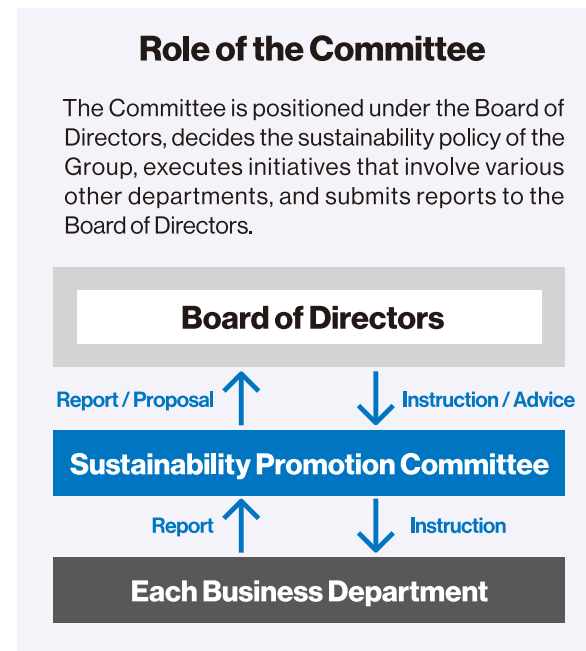 Role of the Committee
The Committee is positioned under the Board of
Directors, decides the sustainability policy of the
Group, executes initiatives that involve various
other departments, and submits reports to the
Board of Directors.
Board of Directors
Report / Proposal
Instruction / Advice
Sustainability Promotion Committee
Report
Instruction
Each Business Department